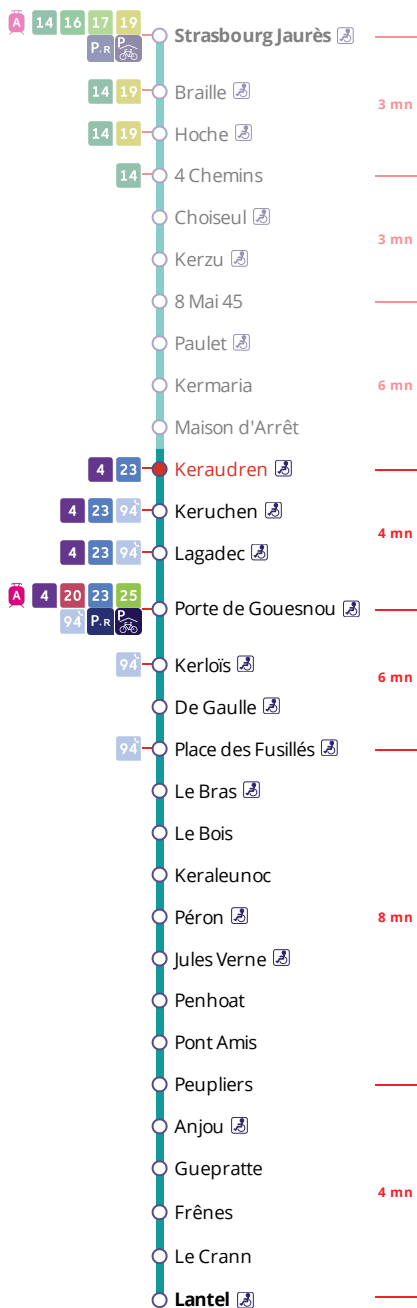 A 14 16 17 19
P+R P
Strasbourg Jaurès
14 19 Braille
3 mn
14 19 Hoche
14 4 Chemins
Choiseul
3 mn
Kerzu
8 Mai 45
Paulet
Kermaria
6 mn
Maison d'Arrêt
4 23 Keraudren
4 23 94 Keruchen
4 mn
4 23 94 Lagadec
A 4 20 23 25
94 P+R P
Porte de Gouesnou
94 Kerloïs
6 mn
De Gaulle
94 Place des Fusillés
Le Bras
Le Bois
Keraleunoc
Péron
8 mn
Jules Verne
Penhoat
Pont Amis
Peupliers
Anjou
Guepratte
4 mn
Frênes
Le Crann
Lantel